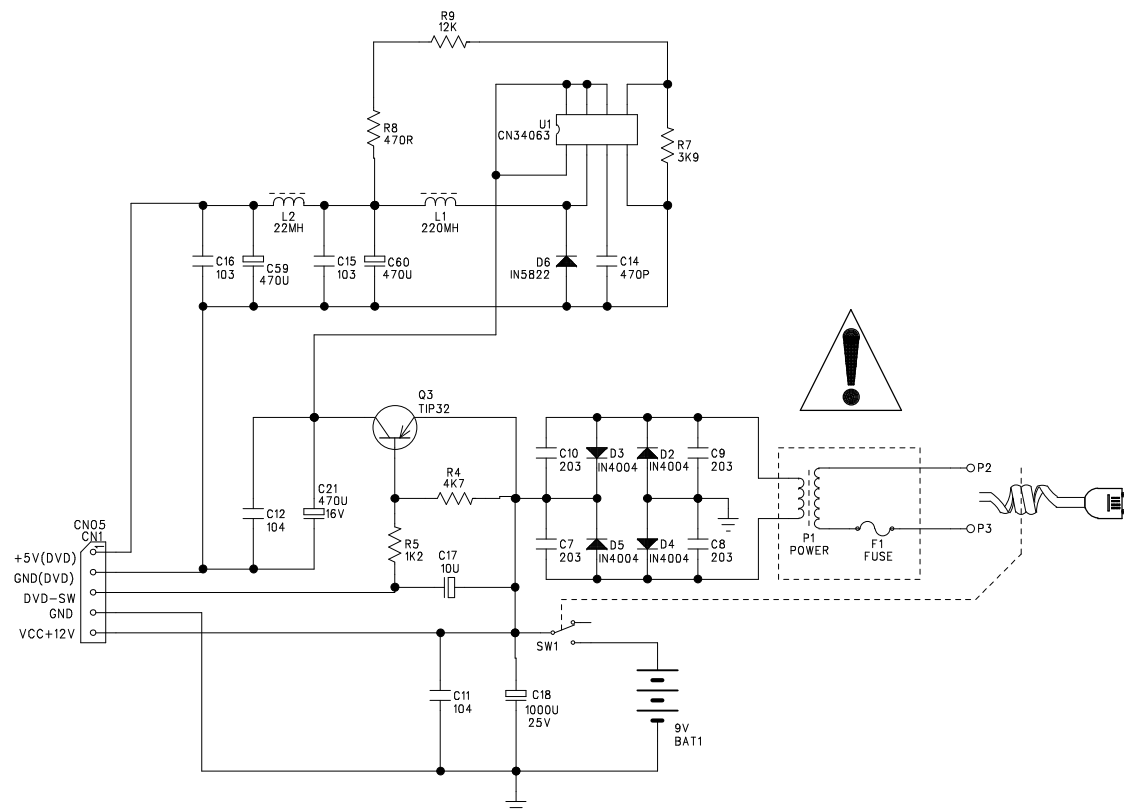 R9
12K
R8
470R
U1
CN34063
R7
3K9
L2
22MH
L1
220MH
C16
103
C59
470U
C15
103
C60
470U
D6
IN5822
C14
470P
Q3
TIP32
C10
203
D3
IN4004
D2
IN4004
C9
203
R4
4K7
C21
470U
16V
C12
104
R5
1K2
C17
10U
C7
203
D5
IN4004
D4
IN4004
C8
203
P1
POWER
F1
FUSE
P2
P3
CN05
CN1
1
+5V(DVD)
GND(DVD)
DVD-SW
GND
VCC+12V
SW1
C11
104
C18
1000U
25V
9V
BAT1